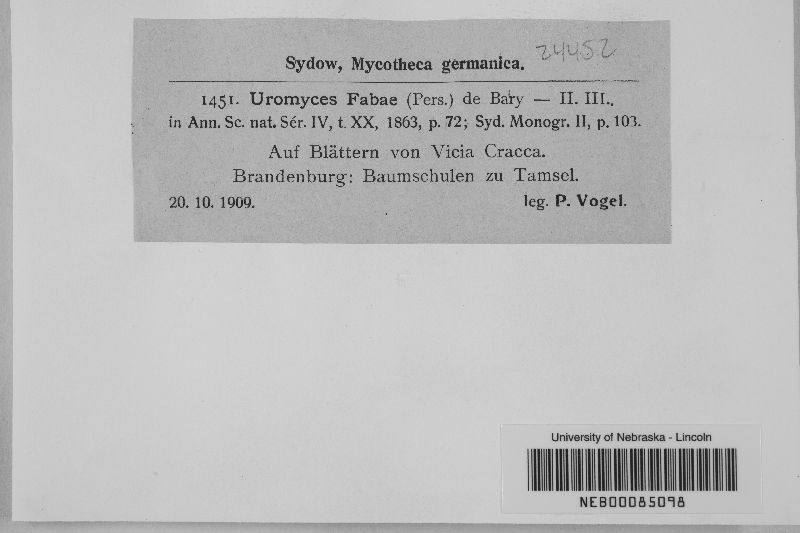 24452
Sydow, Mycotheca germanica.
1451. Uromyces Fabae (Pers.) de Bary — II. III.,
in Ann. Sc. nat. Sér. IV, t. XX, 1863, p. 72; Syd. Monogr. II, p. 103.
Auf Blättern von Vicia Cracca.
Brandenburg: Baumschulen zu Tamsel.
20. 10. 1909. leg. P. Vogel.
University of Nebraska - Lincoln
NEB00085098